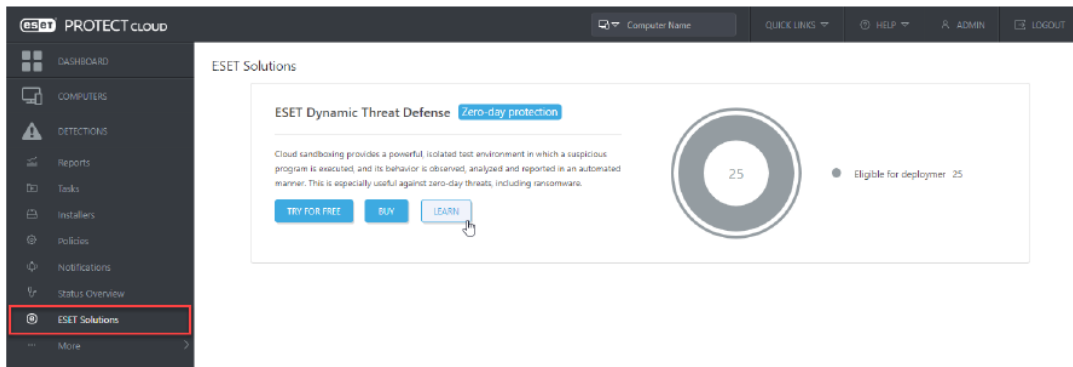 eset PROTECT CLOUD
Computer Name
QUICK LINKS
HELP
ADMIN
LOGOUT
DASHBOARD
COMPUTERS
DETECTIONS
Reports
Tasks
Installers
Policies
Notifications
Status Overview
ESET Solutions
More
ESET Solutions
ESET Dynamic Threat Defense Zero-day protection
Cloud sandboxing provides a powerful, isolated test environment in which a suspicious
program is executed, and its behavior is observed, analyzed and reported in an automated
manner. This is especially useful against zero-day threats, including ransomware.
TRY FOR FREE
BUY
LEARN
25
Eligible for deploymer 25